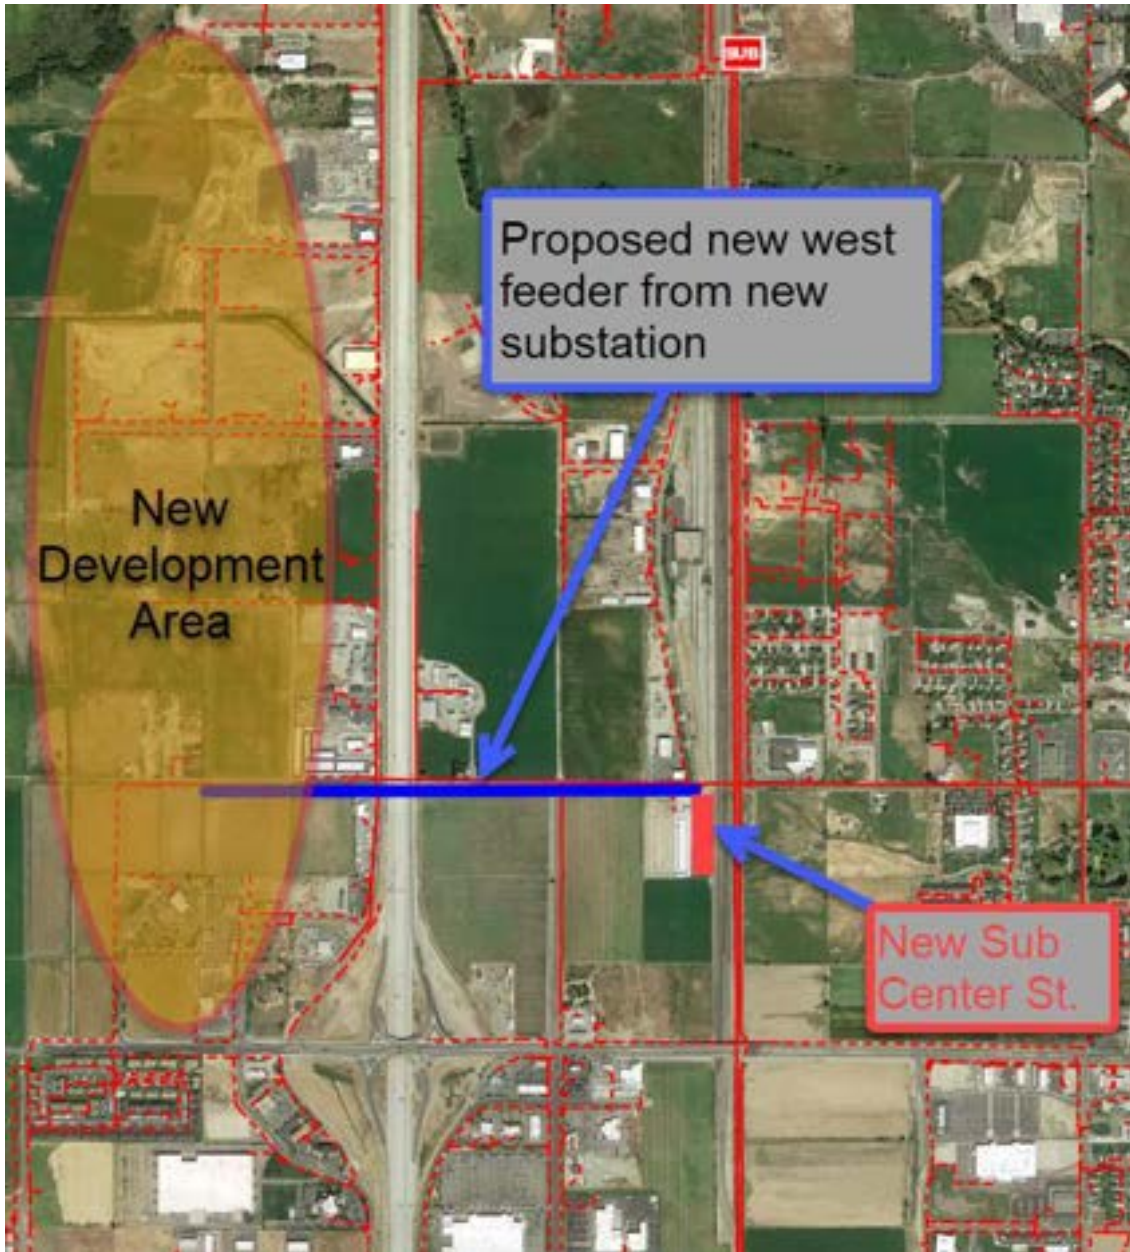 SUB
Proposed new west
feeder from new
substation
New
Development
Area
New Sub
Center St.